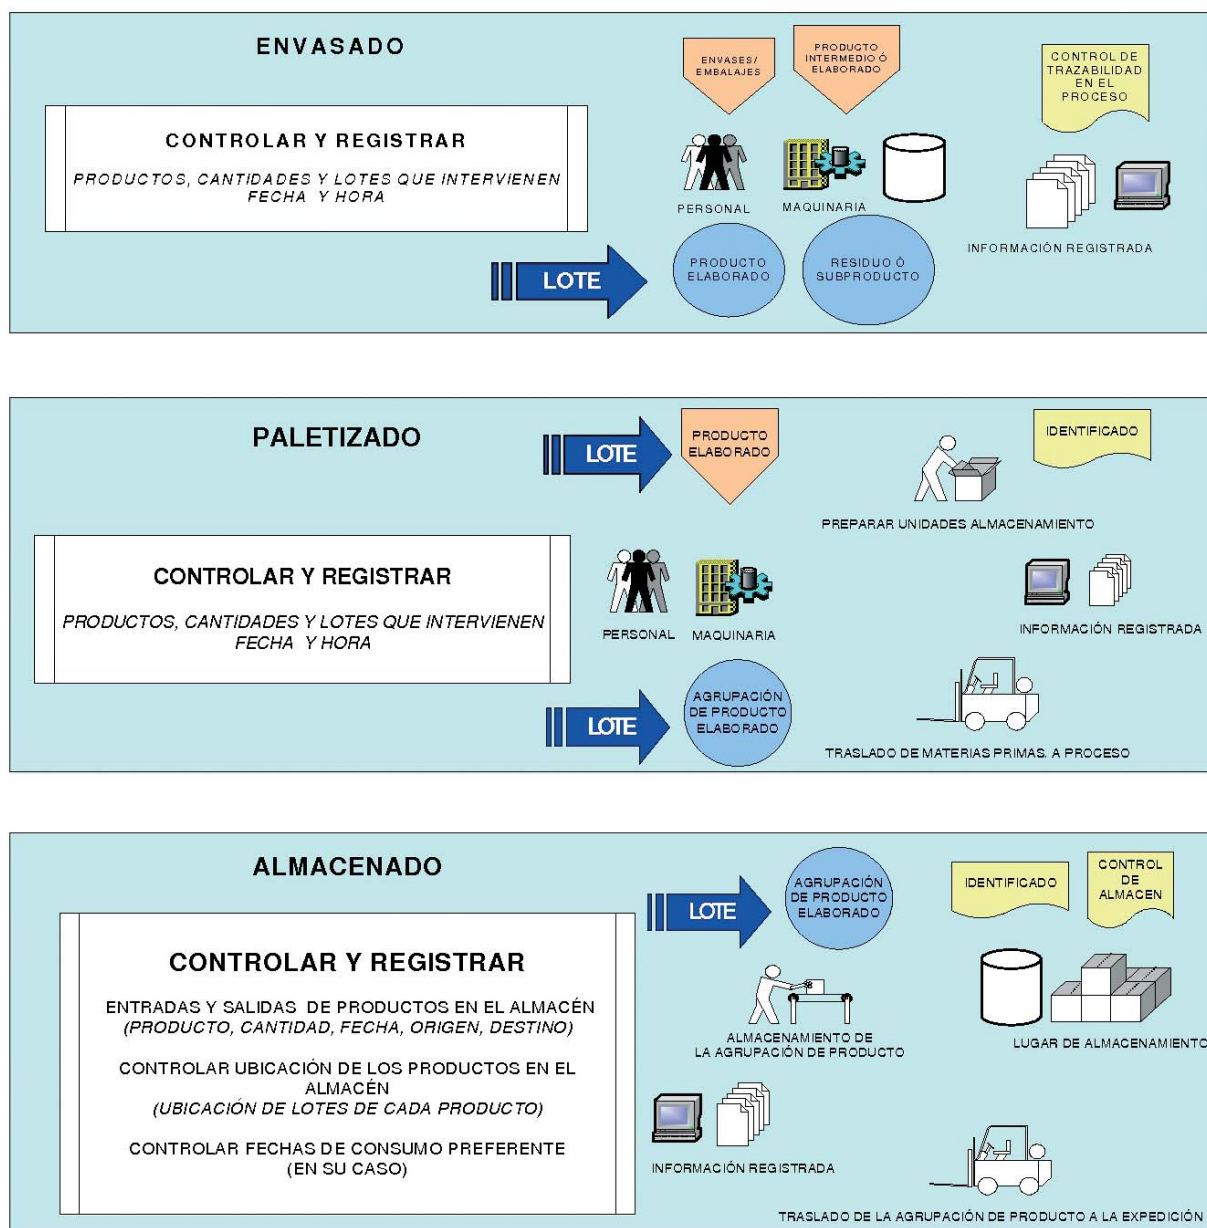 ENVASADO
CONTROLAR Y REGISTRAR
PRODUCTOS, CANTIDADES Y LOTES QUE INTERVIENEN
FECHA Y HORA
ENVASES/
EMBALAJES
PRODUCTO
INTERMEDIO Ó
ELABORADO
CONTROL DE
TRAZABILIDAD
EN EL
PROCESO
PERSONAL
MAQUINARIA
INFORMACIÓN REGISTRADA
LOTE
PRODUCTO
ELABORADO
RESIDUO Ó
SUBPRODUCTO
PALETIZADO
LOTE
PRODUCTO
ELABORADO
IDENTIFICADO
PREPARAR UNIDADES ALMACENAMIENTO
CONTROLAR Y REGISTRAR
PRODUCTOS, CANTIDADES Y LOTES QUE INTERVIENEN
FECHA Y HORA
PERSONAL
MAQUINARIA
INFORMACIÓN REGISTRADA
LOTE
AGRUPACIÓN
DE PRODUCTO
ELABORADO
TRASLADO DE MATERIAS PRIMAS. A PROCESO
ALMACENADO
LOTE
AGRUPACIÓN
DE PRODUCTO
ELABORADO
IDENTIFICADO
CONTROL
DE
ALMACEN
CONTROLAR Y REGISTRAR
ENTRADAS Y SALIDAS DE PRODUCTOS EN EL ALMACÉN
(PRODUCTO, CANTIDAD, FECHA, ORIGEN, DESTINO)
CONTROLAR UBICACIÓN DE LOS PRODUCTOS EN EL
ALMACÉN
(UBICACIÓN DE LOTES DE CADA PRODUCTO)
CONTROLAR FECHAS DE CONSUMO PREFERENTE
(EN SU CASO)
ALMACENAMIENTO DE
LA AGRUPACIÓN DE PRODUCTO
LUGAR DE ALMACENAMIENTO
INFORMACIÓN REGISTRADA
TRASLADO DE LA AGRUPACIÓN DE PRODUCTO A LA EXPEDICIÓN